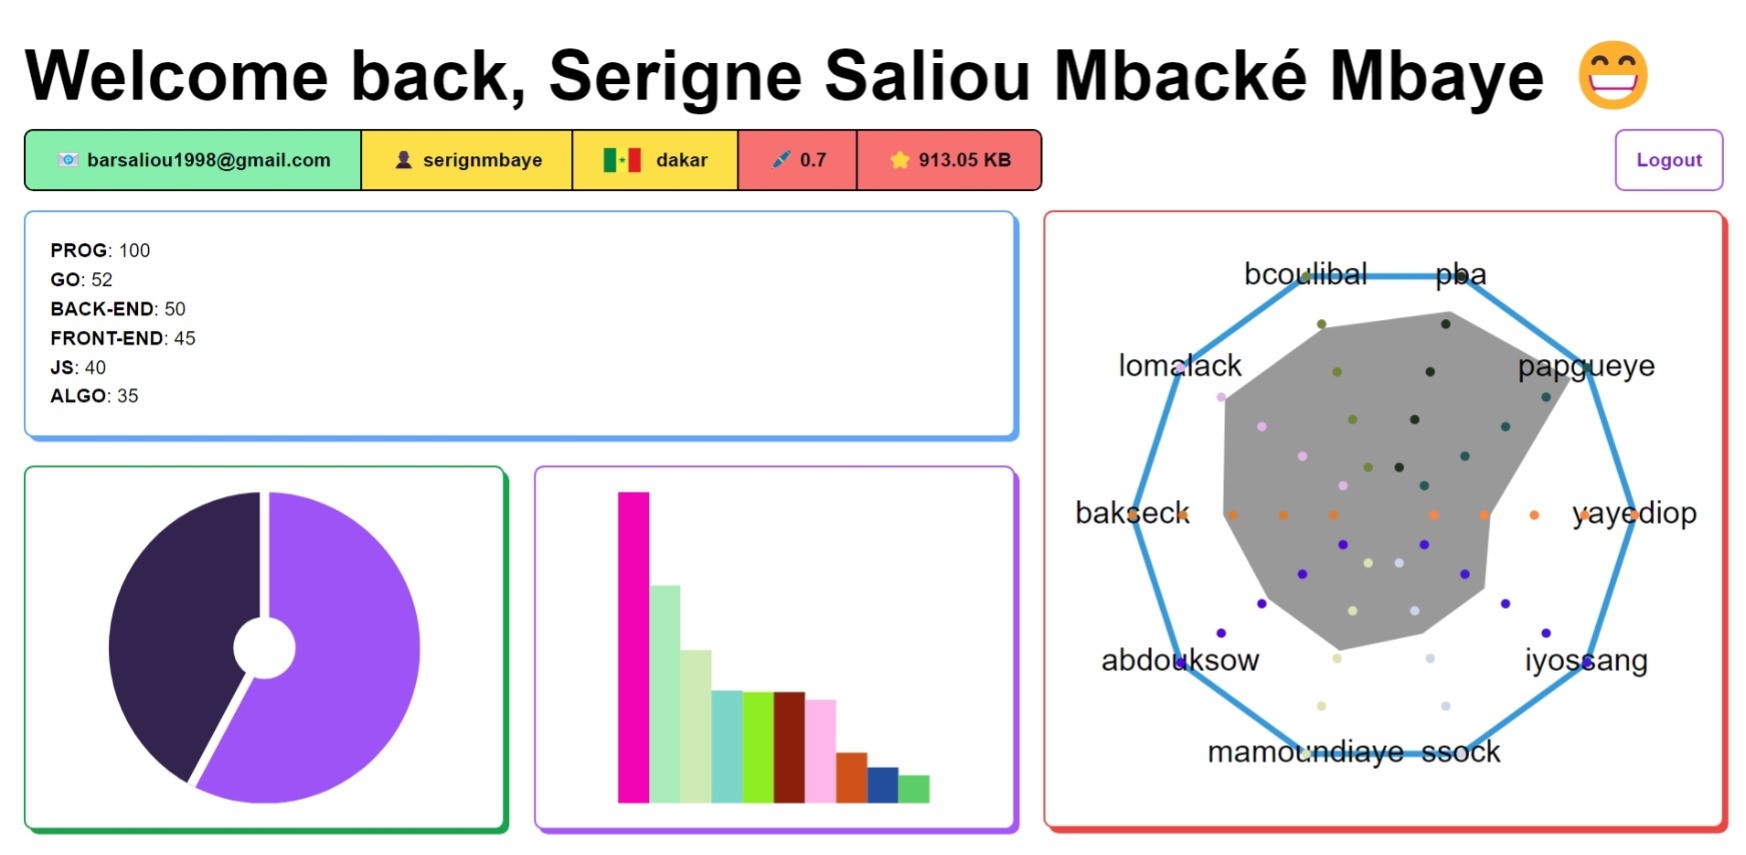 Welcome back, Serigne Saliou Mbacké Mbaye
barsaliou1998@gmail.com serignmbaye dakar 0.7 913.05 KB Logout
PROG: 100
GO: 52
BACK-END: 50
FRONT-END: 45
JS: 40
ALGO: 35
bcoulibal pba
lomalack papgueye
bakseck yayediop
abdouksow iyossang
mamoundiaye ssock